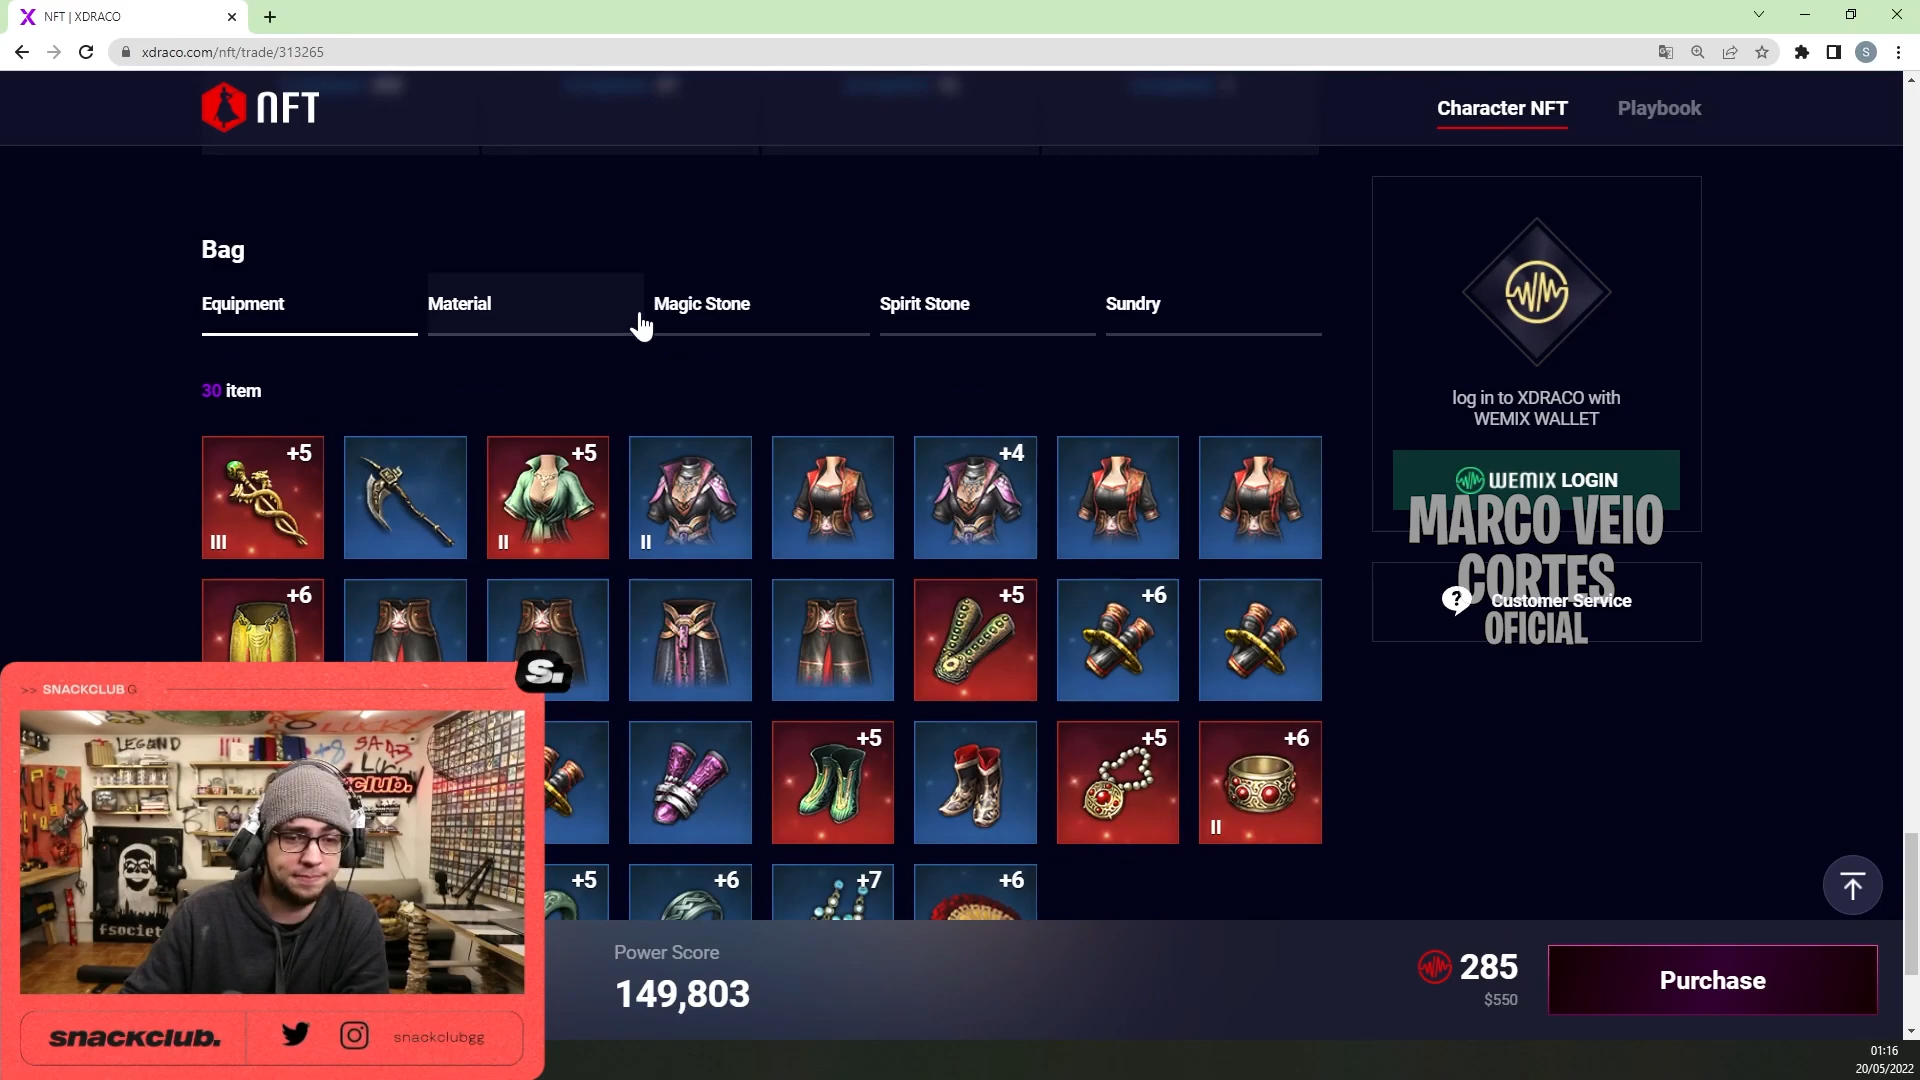 NFT | XDRACO
xdraco.com/nft/trade/313265
S
NFT
Character NFT
Playbook
Bag
Equipment
Material
Magic Stone
Spirit Stone
Sundry
30 item
log in to XDRACO with
WEMIX WALLET
WEMIX LOGIN
MARCO VEIO
CORTES
OFICIAL
Customer Service
+5
III
+5
II
II
+4
+6
+5
+6
+5
+5
+6
II
+5
+6
+7
+6
>> SNACKCLUB G
S.
LEGEND
SAD3
club.
fsociet
snackclub.
snackclubgg
Power Score
149,803
285
$550
Purchase
01:16
20/05/2022